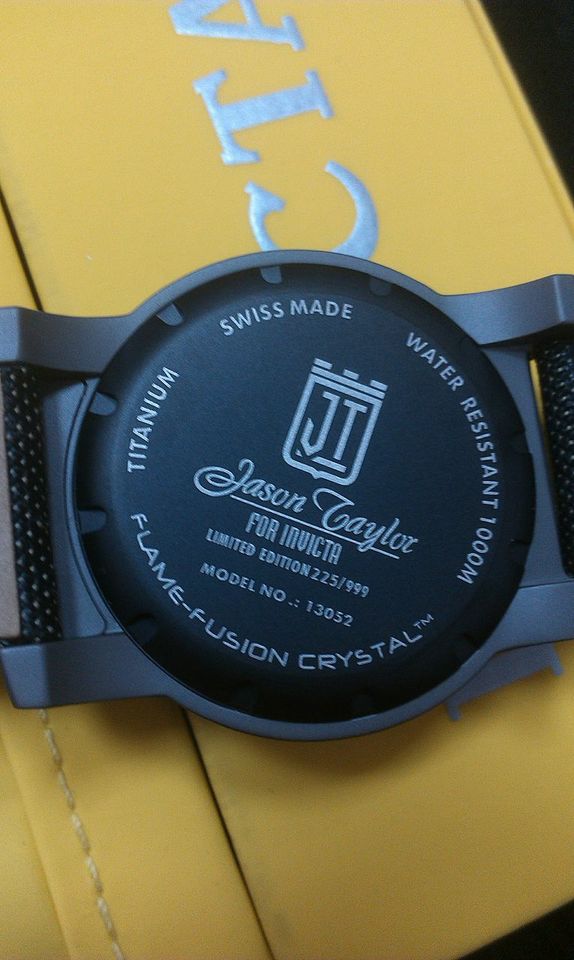 CTA
SWISS MADE
WATER RESISTANT 1000M
TITANIUM
JT
Jason Taylor
FOR INVICTA
LIMITED EDITION 225/999
MODEL NO.: 13052
FLAME-FUSION CRYSTAL™